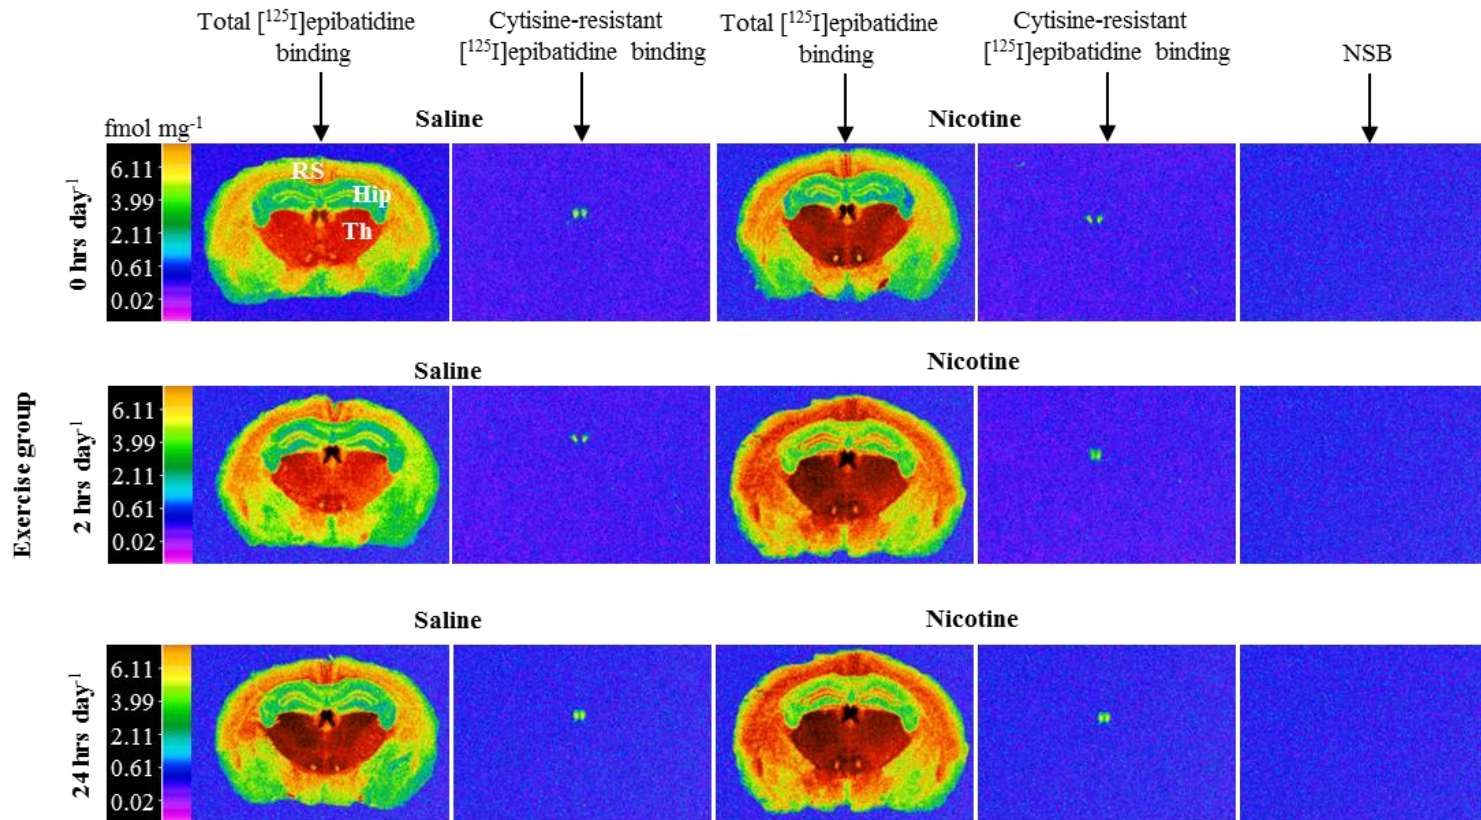 Total [¹²⁵I]epibatidine
binding
Cytisine-resistant
[¹²⁵I]epibatidine binding
Total [¹²⁵I]epibatidine
binding
Cytisine-resistant
[¹²⁵I]epibatidine binding
NSB
Saline
Nicotine
fmol mg⁻¹
6.11
3.99
2.11
0.61
0.02
RS
Hip
Th
0 hrs day⁻¹
Saline
Nicotine
6.11
3.99
2.11
0.61
0.02
2 hrs day⁻¹
Exercise group
Saline
Nicotine
6.11
3.99
2.11
0.61
0.02
24 hrs day⁻¹